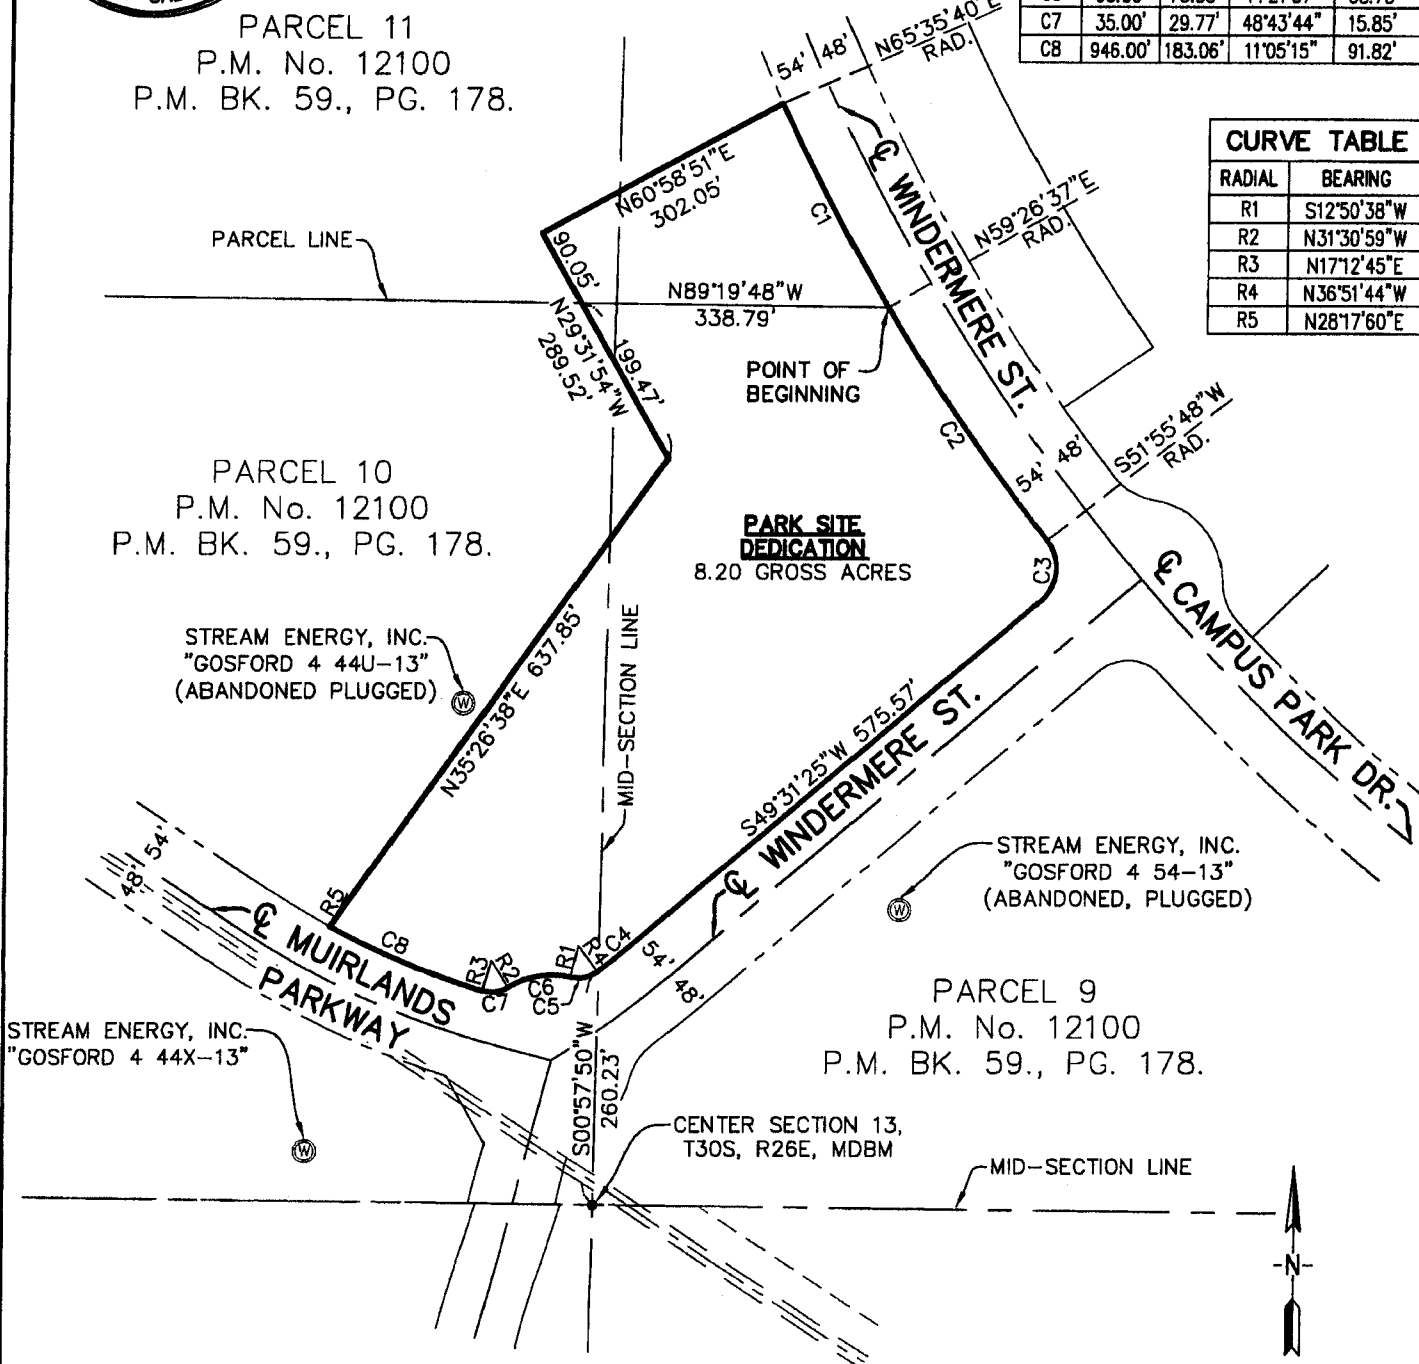 PARCEL 11
P.M. No. 12100
P.M. BK. 59., PG. 178.
C7 35.00' 29.77' 48°43'44" 15.85'
C8 946.00' 183.06' 11°05'15" 91.82'
CURVE TABLE
RADIAL BEARING
R1 S12°50'38"W
R2 N31°30'59"W
R3 N17°12'45"E
R4 N36°51'44"W
R5 N28°17'60"E
54' 48'
N65°35'40"E
RAD.
N60°58'51"E
302.05'
C1
℄ WINDERMERE ST.
N59°26'37"E
RAD.
PARCEL LINE
90.05'
N89°19'48"W
338.79'
N29°31'54"W
289.52'
199.47'
POINT OF
BEGINNING
C2
54' 48'
S51°55'48"W
RAD.
PARCEL 10
P.M. No. 12100
P.M. BK. 59., PG. 178.
PARK SITE
DEDICATION
8.20 GROSS ACRES
C3
℄ CAMPUS PARK DR.
STREAM ENERGY, INC.
"GOSFORD 4 44U-13"
(ABANDONED PLUGGED)
W
N35°26'38"E 637.85'
MID-SECTION LINE
S49°31'25"W 575.57'
℄ WINDERMERE ST.
STREAM ENERGY, INC.
"GOSFORD 4 54-13"
(ABANDONED, PLUGGED)
W
48' 54'
R5
C8
℄ MUIRLANDS
PARKWAY
R3
R2
C7
C6
C5
R1
R4
C4
54' 48'
PARCEL 9
P.M. No. 12100
P.M. BK. 59., PG. 178.
STREAM ENERGY, INC.
"GOSFORD 4 44X-13"
W
S00°57'50"W
260.23'
CENTER SECTION 13,
T30S, R26E, MDBM
MID-SECTION LINE
-N-